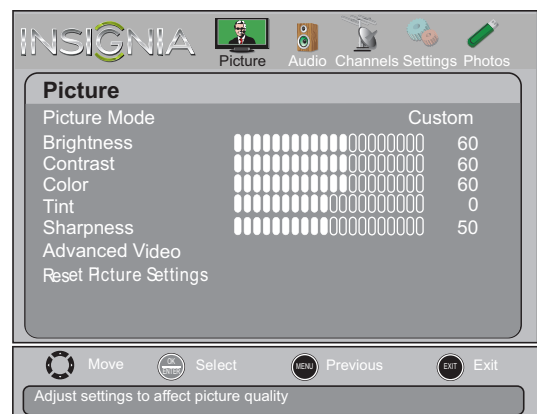 INSIGNIA
Picture Audio Channels Settings Photos
Picture
Picture Mode Custom
Brightness 60
Contrast 60
Color 60
Tint 0
Sharpness 50
Advanced Video
Reset Picture Settings
Move OK ENTER Select MENU Previous EXIT Exit
Adjust settings to affect picture quality